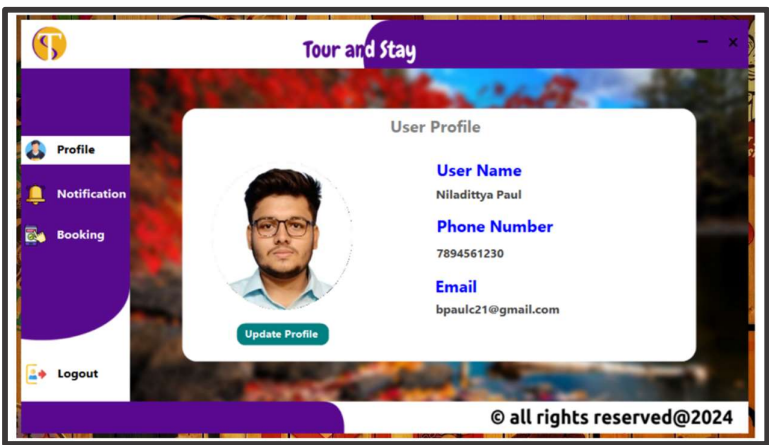 Tour and Stay
Profile
Notification
Booking
Logout
User Profile
User Name
Niladittya Paul
Phone Number
7894561230
Email
bpaulc21@gmail.com
Update Profile
© all rights reserved@2024